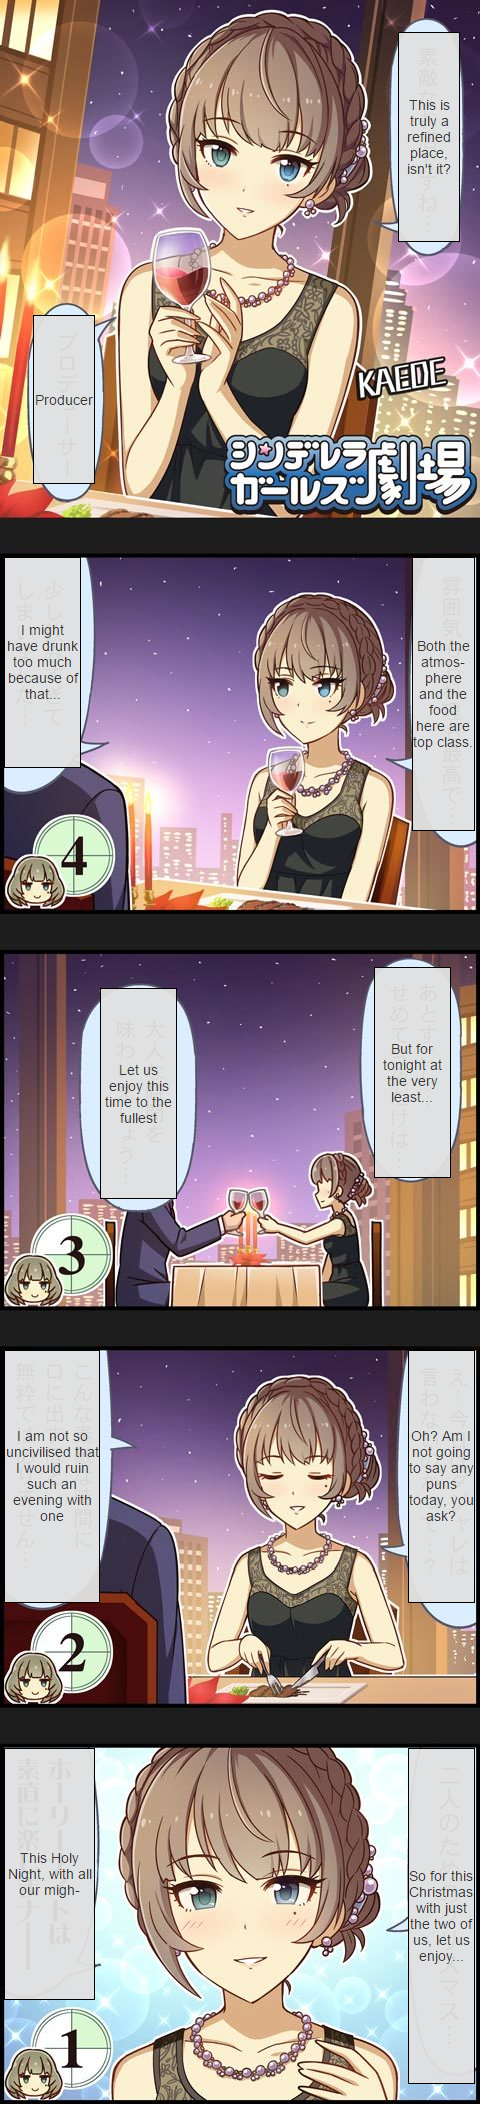 This is
truly a
refined
place,
isn't it?
Producer
KAEDE
シンデレラ
ガールズ劇場
Both the
atmos-
phere
and the
food
here are
top class.
I might
have drunk
too much
because of
that...
4
But for
tonight at
the very
least...
Let us
enjoy this
time to the
fullest
3
Oh? Am I
not going
to say any
puns
today, you
ask?
I am not so
uncivilised that
I would ruin
such an
evening with
one
2
So for this
Christmas
with just
the two of
us, let us
enjoy...
This Holy
Night, with all
our migh-
1